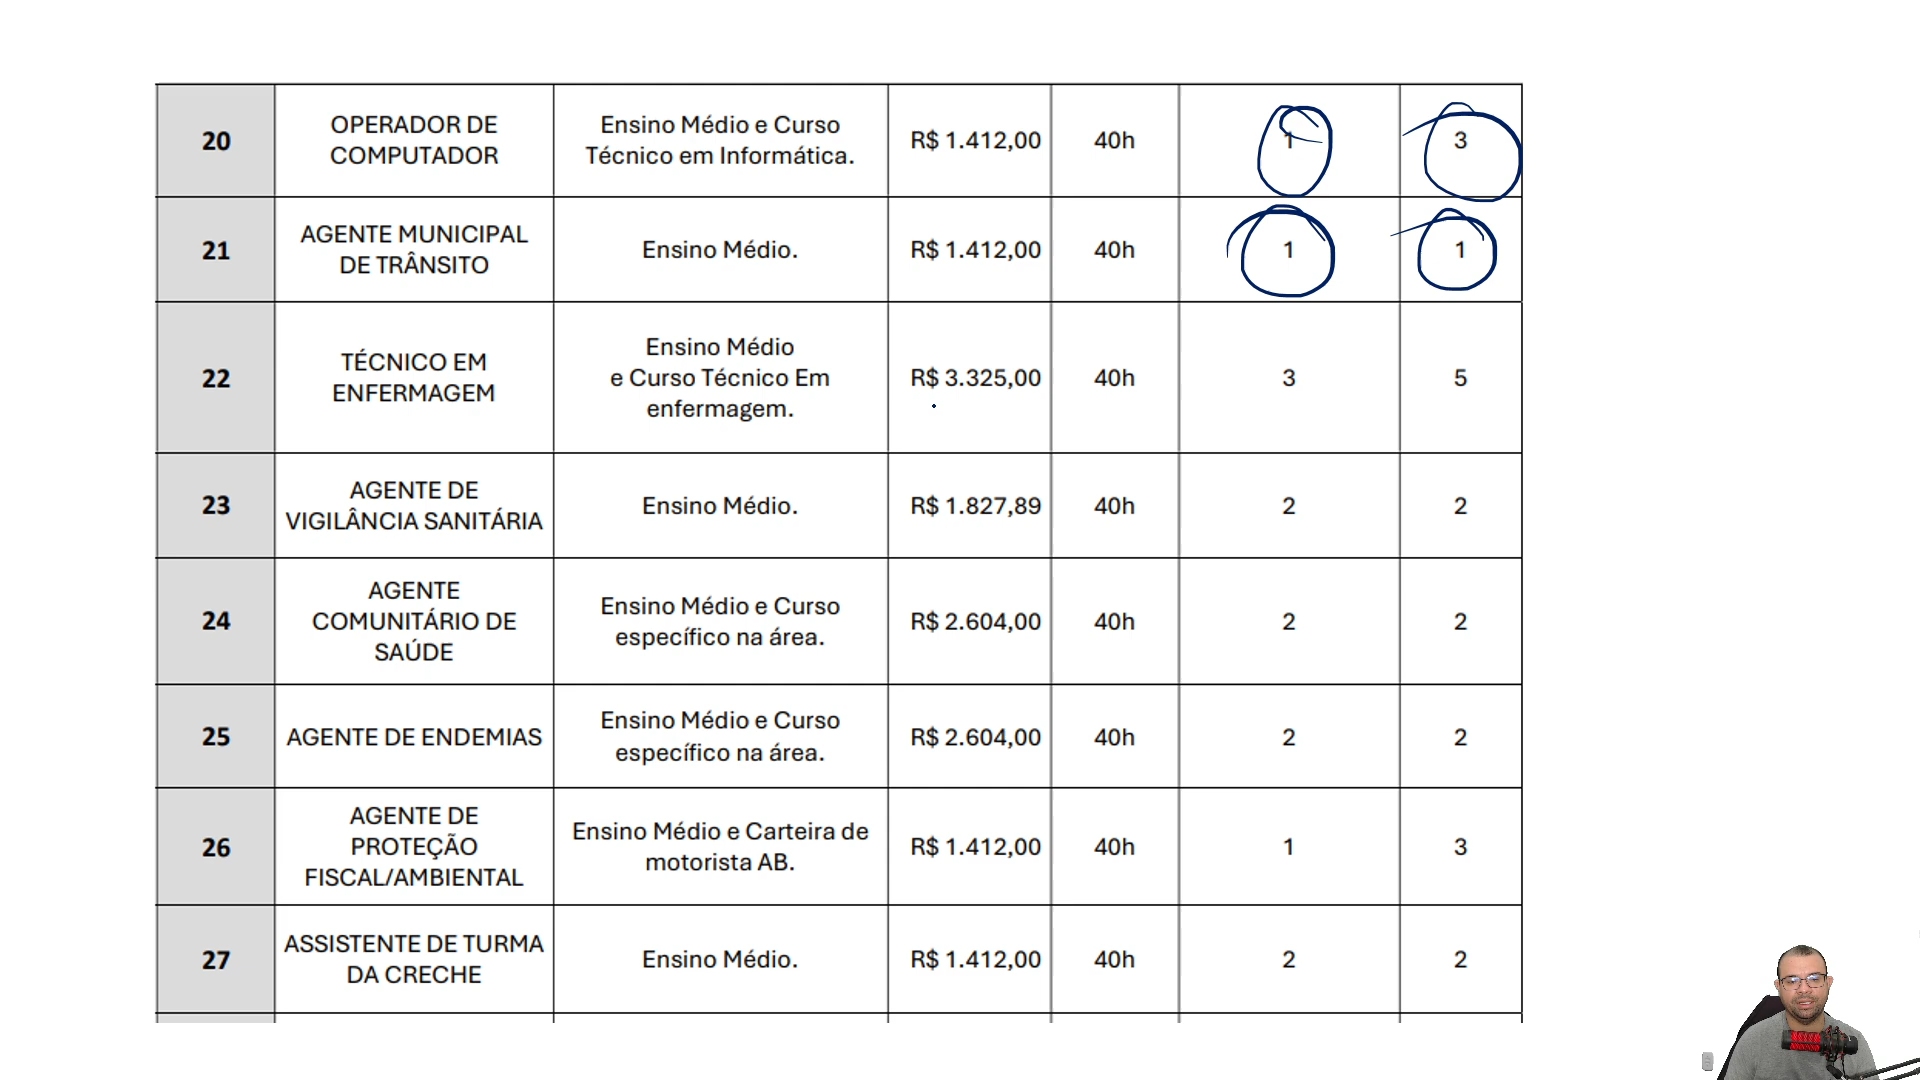 20
OPERADOR DE
COMPUTADOR
Ensino Médio e Curso
Técnico em Informática.
R$ 1.412,00
40h
1
3
21
AGENTE MUNICIPAL
DE TRÂNSITO
Ensino Médio.
R$ 1.412,00
40h
1
1
22
TÉCNICO EM
ENFERMAGEM
Ensino Médio
e Curso Técnico Em
enfermagem.
R$ 3.325,00
40h
3
5
23
AGENTE DE
VIGILÂNCIA SANITÁRIA
Ensino Médio.
R$ 1.827,89
40h
2
2
24
AGENTE
COMUNITÁRIO DE
SAÚDE
Ensino Médio e Curso
específico na área.
R$ 2.604,00
40h
2
2
25
AGENTE DE ENDEMIAS
Ensino Médio e Curso
específico na área.
R$ 2.604,00
40h
2
2
26
AGENTE DE
PROTEÇÃO
FISCAL/AMBIENTAL
Ensino Médio e Carteira de
motorista AB.
R$ 1.412,00
40h
1
3
27
ASSISTENTE DE TURMA
DA CRECHE
Ensino Médio.
R$ 1.412,00
40h
2
2